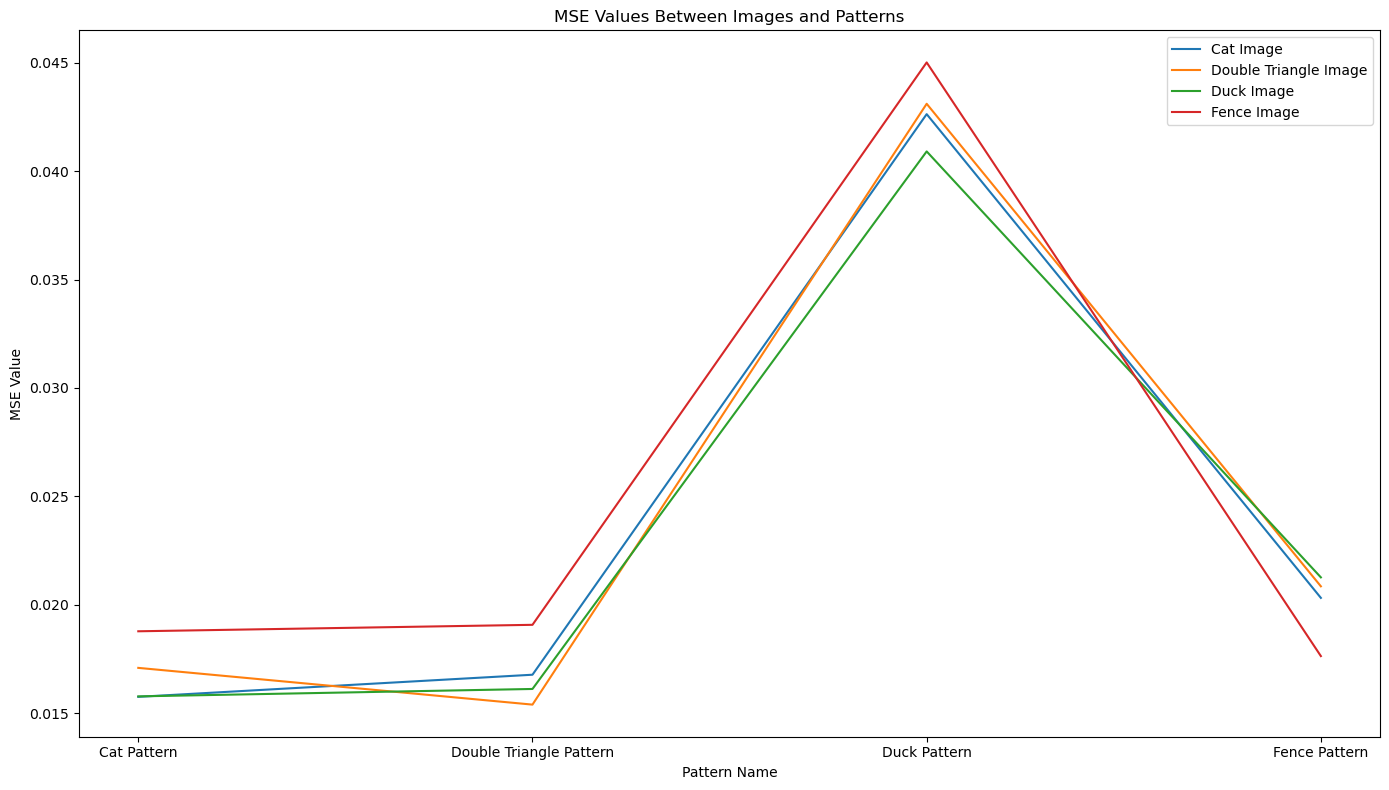 MSE Values Between Images and Patterns
Cat Image
Double Triangle Image
Duck Image
Fence Image
MSE Value
0.045
0.040
0.035
0.030
0.025
0.020
0.015
Cat Pattern
Double Triangle Pattern
Duck Pattern
Fence Pattern
Pattern Name